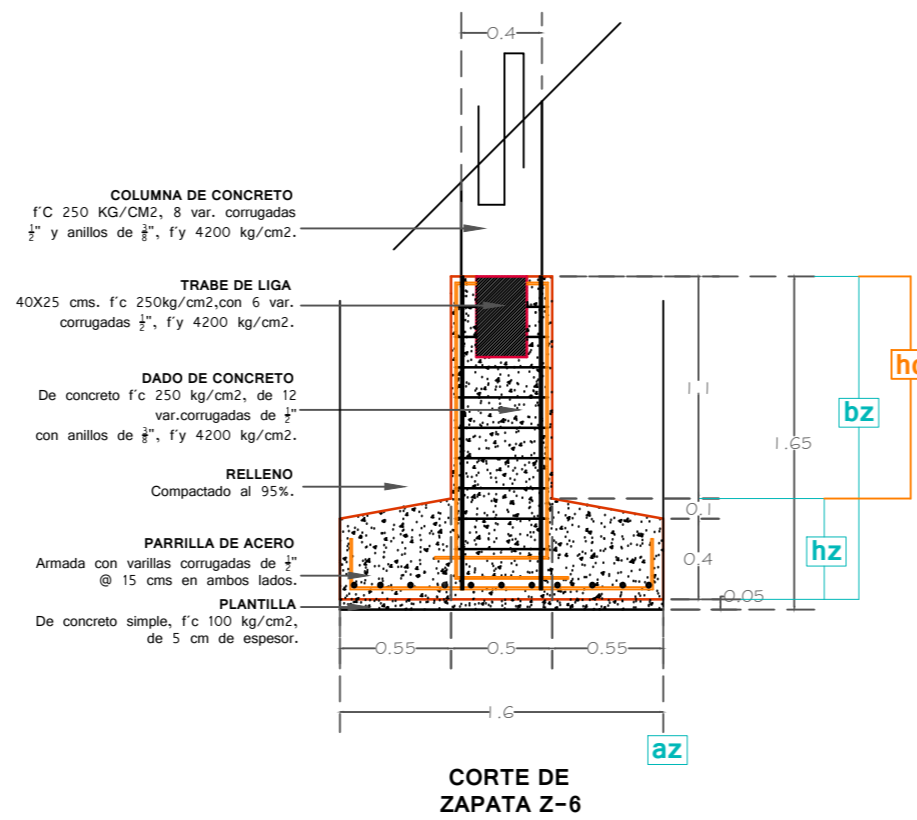 0.4
COLUMNA DE CONCRETO
f'C 250 KG/CM2, 8 var. corrugadas
½" y anillos de ⅜", f'y 4200 kg/cm2.
TRABE DE LIGA
40X25 cms. f'c 250kg/cm2,con 6 var.
corrugadas ½", f'y 4200 kg/cm2.
DADO DE CONCRETO
De concreto f'c 250 kg/cm2, de 12
var.corrugadas de ½"
con anillos de ⅜", f'y 4200 kg/cm2.
RELLENO
Compactado al 95%.
PARRILLA DE ACERO
Armada con varillas corrugadas de ½"
@ 15 cms en ambos lados.
PLANTILLA
De concreto simple, f'c 100 kg/cm2,
de 5 cm de espesor.
1.1
1.65
0.1
0.4
0.05
bz
hz
0.55
0.5
0.55
1.6
az
CORTE DE
ZAPATA Z-6